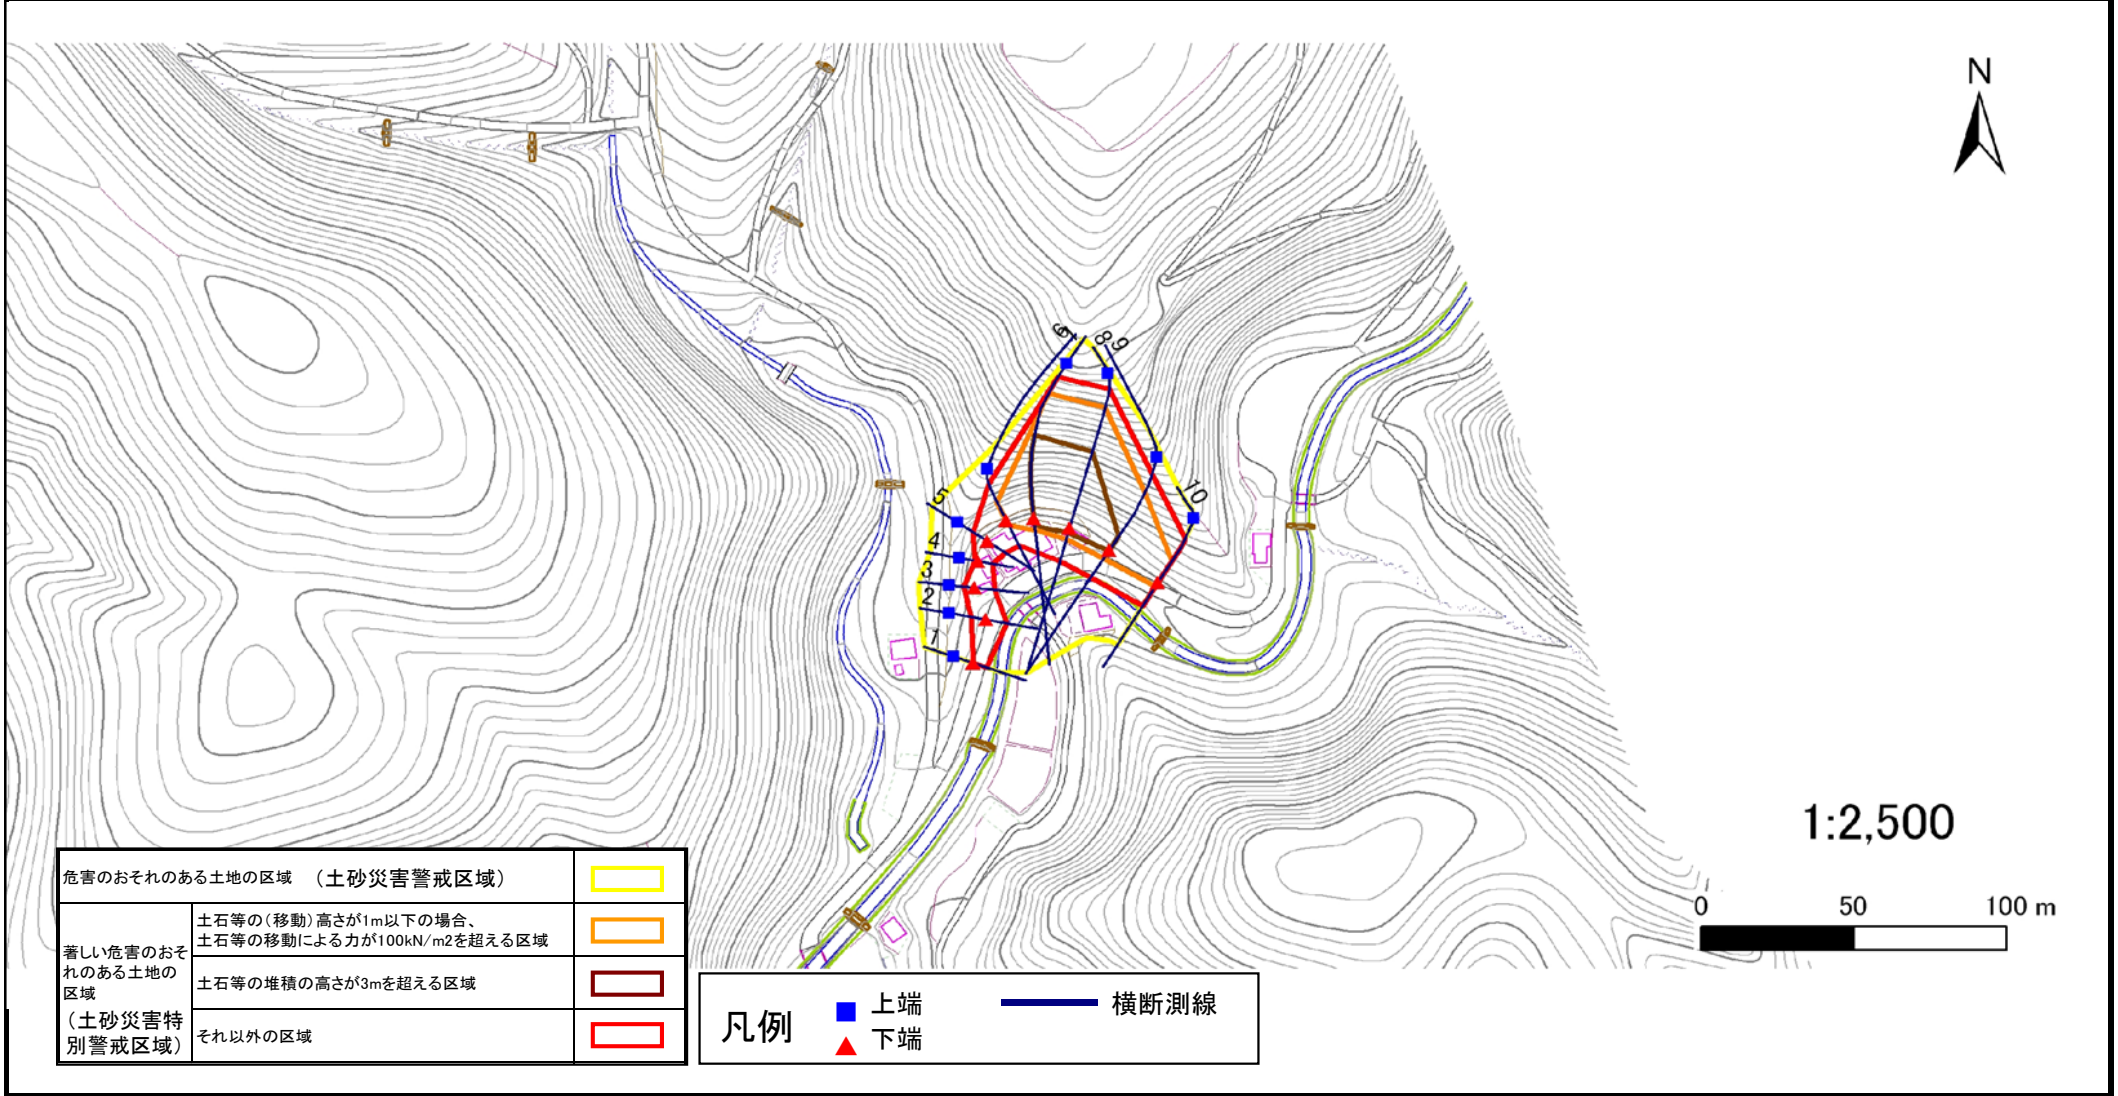 N
6
8
9
10
5
4
3
2
1
1:2,500
0 50 100 m
危害のおそれのある土地の区域 （土砂災害警戒区域）
著しい危害のおそ
れのある土地の
区域
（土砂災害特
別警戒区域）
土石等の（移動）高さが1m以下の場合、
土石等の移動による力が100kN/m2を超える区域
土石等の堆積の高さが3mを超える区域
それ以外の区域
凡例
上端
下端
横断測線